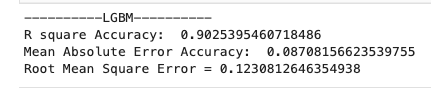 ----------LGBM----------
R square Accuracy:  0.9025395460718486
Mean Absolute Error Accuracy:  0.08708156623539755
Root Mean Square Error = 0.1230812646354938